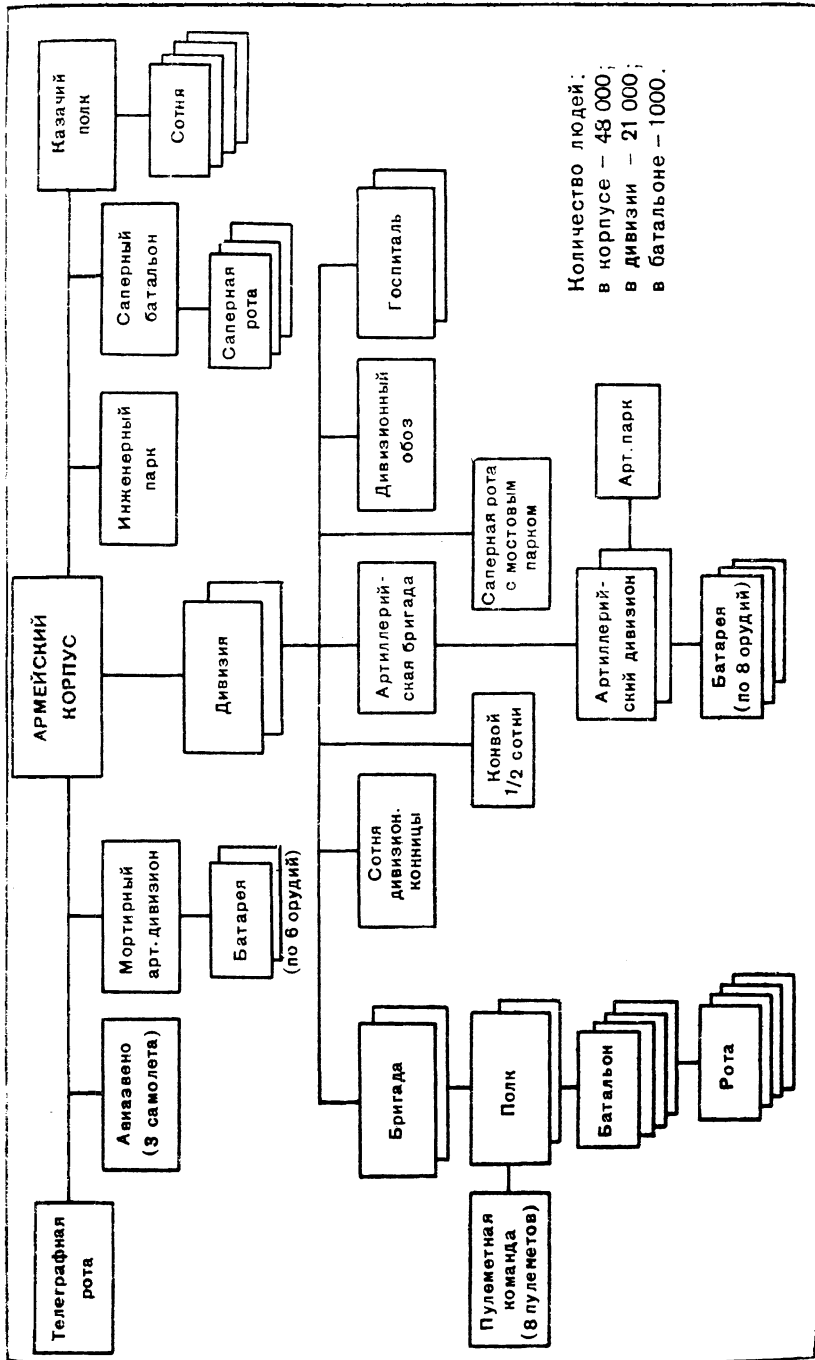 АРМЕЙСКИЙ
КОРПУС
Телеграфная
рота
Авиазвено
(3 самолета)
Мортирный
арт. дивизион
Батарея
(по 6 орудий)
Дивизия
Инженерный
парк
Саперный
батальон
Саперная
рота
Казачий
полк
Сотня
Бригада
Полк
Пулеметная
команда
(8 пулеметов)
Батальон
Рота
Сотня
дивизион.
конницы
Конвой
1/2 сотни
Артиллерий-
ская бригада
Артиллерий-
ский дивизион
Арт. парк
Батарея
(по 8 орудий)
Саперная рота
с мостовым
парком
Дивизионный
обоз
Госпиталь
Количество людей:
в корпусе – 48 000;
в дивизии – 21 000;
в батальоне – 1000.